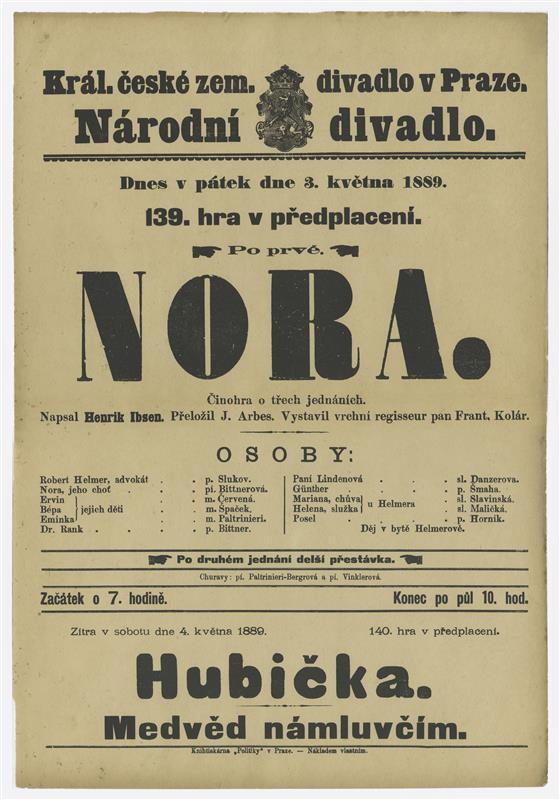 Král. české zem. divadlo v Praze.
Národní divadlo.
Dnes v pátek dne 3. května 1889.
139. hra v předplacení.
Po prvé.
NORA.
Činohra o třech jednáních.
Napsal Henrik Ibsen. Přeložil J. Arbes. Vystavil vrchní regisseur pan Frant. Kolár.
OSOBY:
Robert Helmer, advokát . . p. Slukov.
Nora, jeho choť . . . pí. Bittnerová.
Ervin } m. Červená.
Bépa } jejich děti . . . m. Špaček.
Eminka } m. Paltrinieri.
Dr. Rank . . . . p. Bittner.
Paní Lindenová . . . sl. Danzerova.
Günther . . . . p. Šmaha.
Mariana, chůva } sl. Slavinská.
Helena, služka } u Helmera . sl. Maličká.
Posel . . . . p. Horník.
Děj v bytě Helmerově.
Po druhém jednání delší přestávka.
Churavy: pí. Paltrinieri-Bergrová a pí. Vinklerová.
Začátek o 7. hodině. Konec po půl 10. hod.
Zítra v sobotu dne 4. května 1889. 140. hra v předplacení.
Hubička.
Medvěd námluvčím.
Knihtiskárna „Politiky“ v Praze. — Nákladem vlastním.